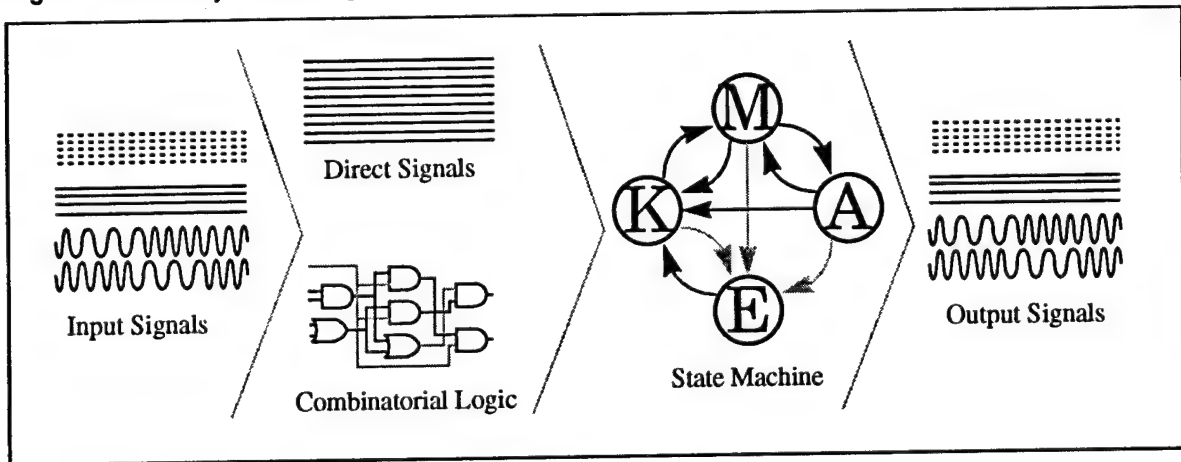 Direct Signals
Input Signals
Combinatorial Logic
M
K
A
E
State Machine
Output Signals